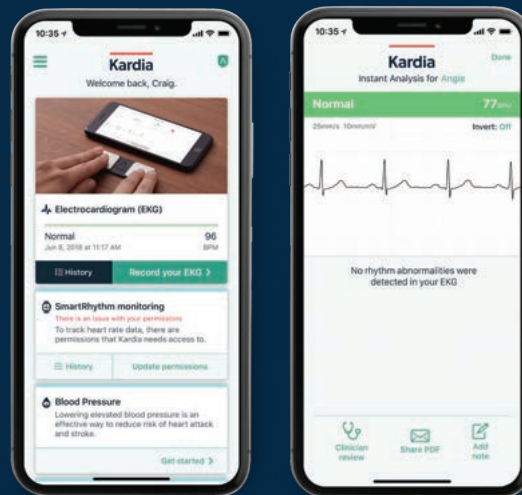 10:35
Kardia
Welcome back, Craig.
Electrocardiogram (EKG)
Normal 96
Jun 8, 2018 at 11:17 AM BPM
History Record your EKG >
SmartRhythm monitoring
There is an issue with your permissions
To track heart rate data, there are
permissions that Kardia needs access to.
History Update permissions
Blood Pressure
Lowering elevated blood pressure is an
effective way to reduce risk of heart attack
and stroke.
Get started >
10:35
Kardia Done
Instant Analysis for Angie
Normal 77 BPM
25mm/s 10mm/mV Invert: Off
No rhythm abnormalities were
detected in your EKG
Clinician
review
Share PDF
Add
note